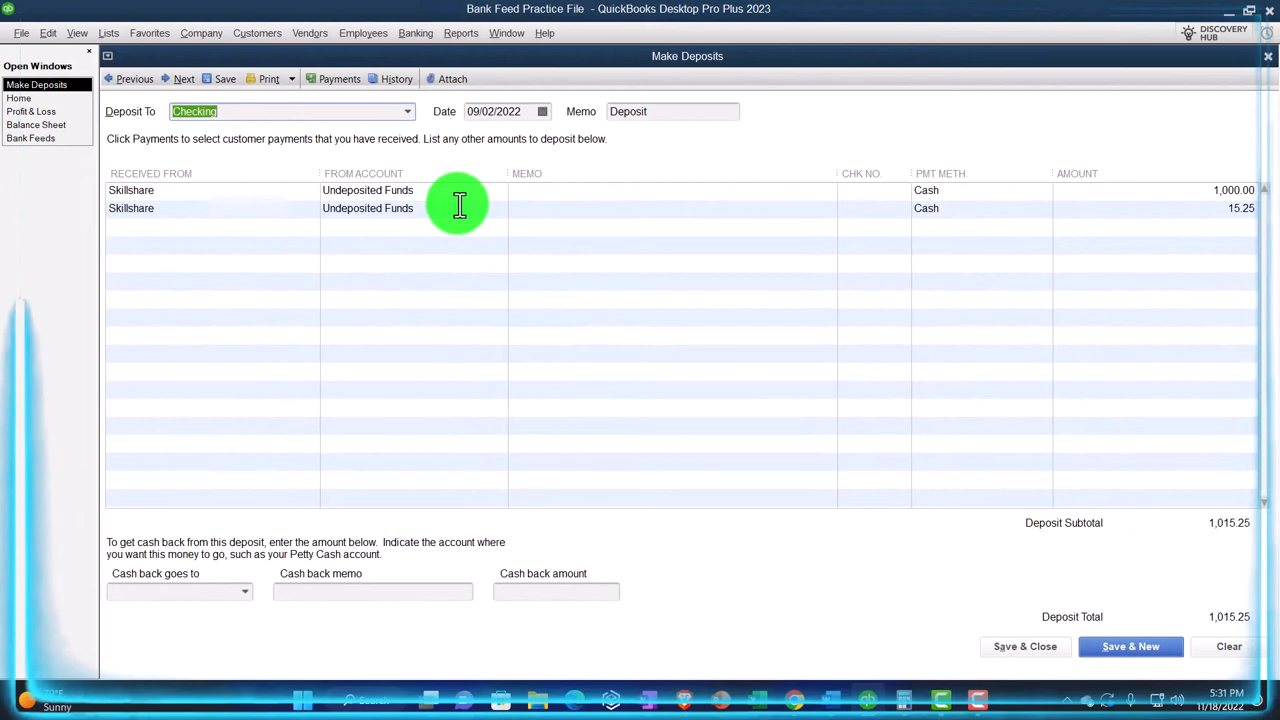 Bank Feed Practice File - QuickBooks Desktop Pro Plus 2023
File Edit View Lists Favorites Company Customers Vendors Employees Banking Reports Window Help
DISCOVERY HUB
Open Windows
Make Deposits
Home
Profit & Loss
Balance Sheet
Bank Feeds
Make Deposits
Previous Next Save Print Payments History Attach
Deposit To Checking Date 09/02/2022 Memo Deposit
Click Payments to select customer payments that you have received. List any other amounts to deposit below.
RECEIVED FROM FROM ACCOUNT MEMO CHK NO. PMT METH. AMOUNT
Skillshare Undeposited Funds Cash 1,000.00
Skillshare Undeposited Funds Cash 15.25
Deposit Subtotal 1,015.25
To get cash back from this deposit, enter the amount below. Indicate the account where
you want this money to go, such as your Petty Cash account.
Cash back goes to Cash back memo Cash back amount
Deposit Total 1,015.25
Save & Close Save & New Clear
Sunny
Search
5:31 PM
11/18/2022